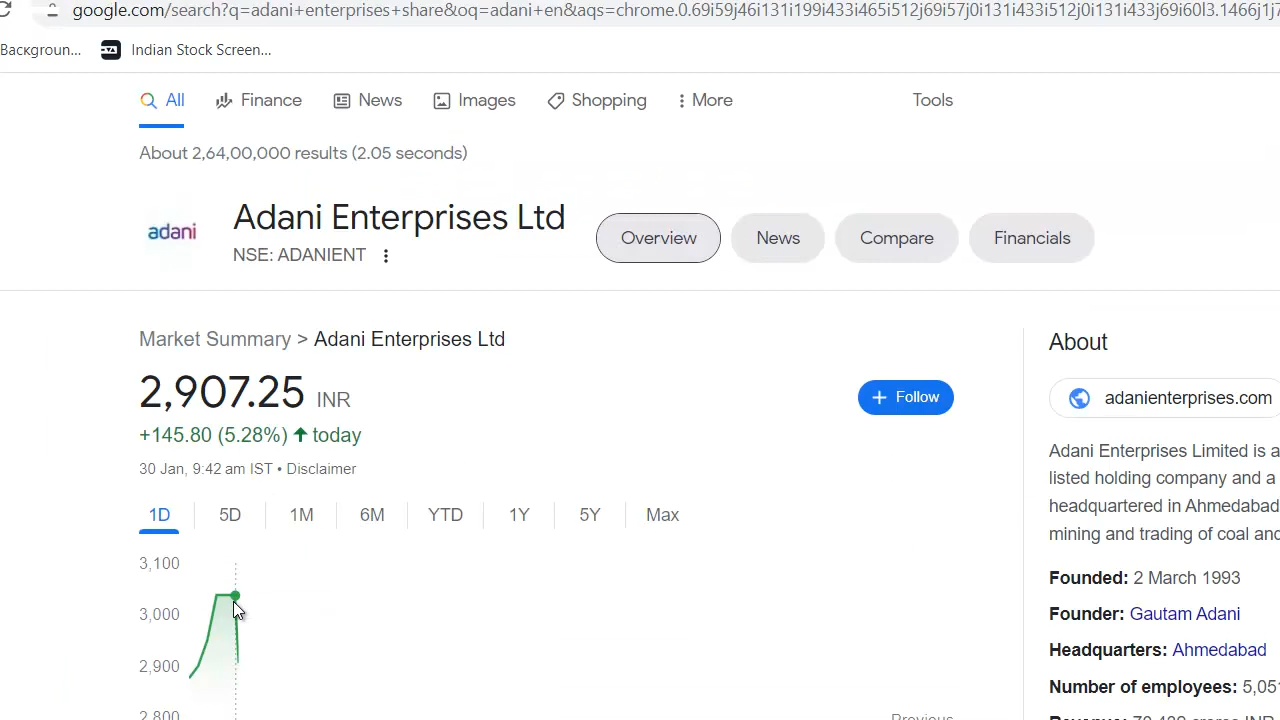 google.com/search?q=adani+enterprises+share&oq=adani+en&aqs=chrome.0.69i59j46i131i199i433i465i512j69i57j0i131i433i512j0i131i433j69i60l3.1466j1j7
Backgroun... Indian Stock Screen...
All Finance News Images Shopping More Tools
About 2,64,00,000 results (2.05 seconds)
adani
Adani Enterprises Ltd
NSE: ADANIENT
Overview News Compare Financials
Market Summary > Adani Enterprises Ltd
2,907.25 INR
+ Follow
+145.80 (5.28%) today
30 Jan, 9:42 am IST • Disclaimer
1D 5D 1M 6M YTD 1Y 5Y Max
3,100
3,000
2,900
2,800
Previous
About
adanienterprises.com
Adani Enterprises Limited is a
listed holding company and a
headquartered in Ahmedabad
mining and trading of coal and
Founded: 2 March 1993
Founder: Gautam Adani
Headquarters: Ahmedabad
Number of employees: 5,051